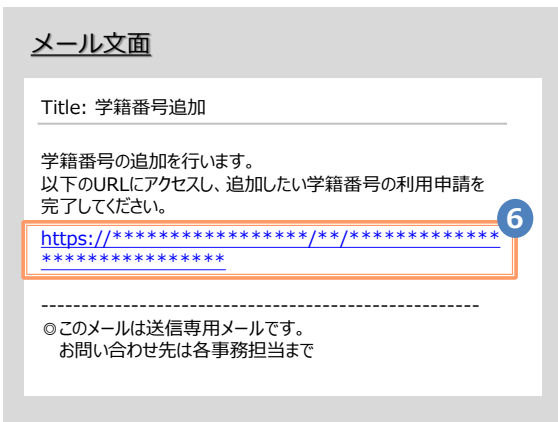 メール文面
Title: 学籍番号追加
学籍番号の追加を行います。
以下のURLにアクセスし、追加したい学籍番号の利用申請を
完了してください。
6
https://*****************/**/*************
****************
-------------------------------------------------------
◎このメールは送信専用メールです。
お問い合わせ先は各事務担当まで